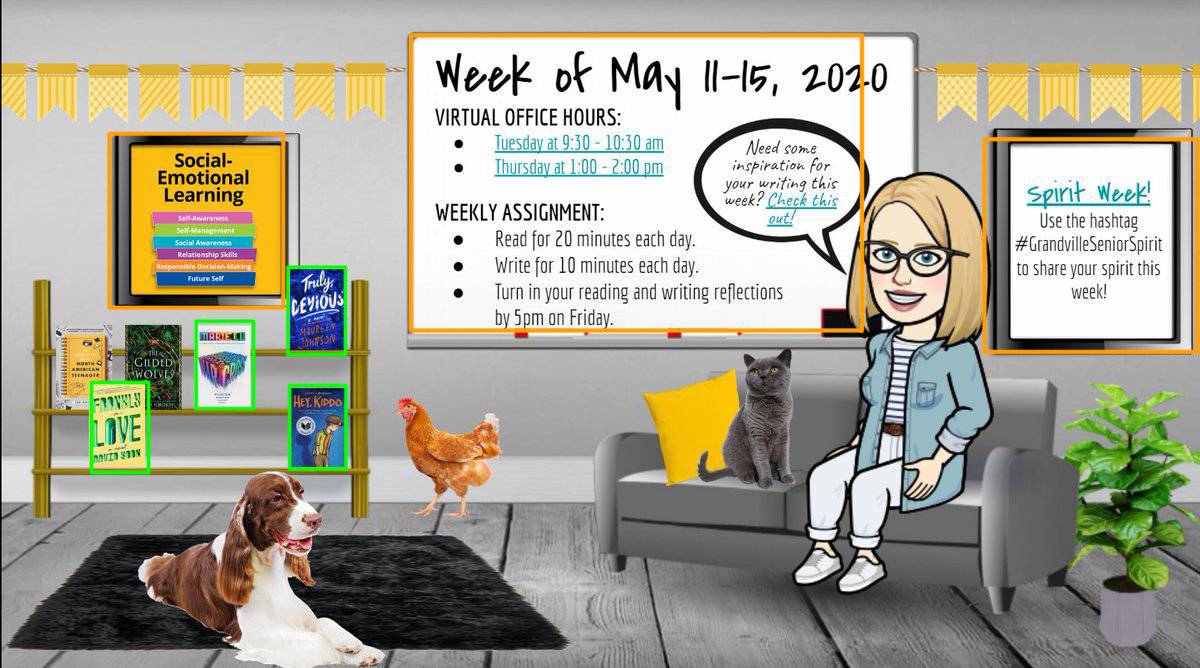 Week of May 11-15, 2020
VIRTUAL OFFICE HOURS:
● Tuesday at 9:30 - 10:30 am
● Thursday at 1:00 - 2:00 pm
WEEKLY ASSIGNMENT:
● Read for 20 minutes each day.
● Write for 10 minutes each day.
● Turn in your reading and writing reflections
by 5pm on Friday.
Need some
inspiration for
your writing this
week? Check this
out!
Social-
Emotional
Learning
Self-Awareness
Self-Management
Social Awareness
Relationship Skills
Responsible Decision-Making
Future Self
Spirit Week!
Use the hashtag
#GrandvilleSeniorSpirit
to share your spirit this
week!
Truly,
DEVIOUS
MAUREEN
JOHNSON
NORTH
AMERICAN
TEENAGER
THE
GILDED
WOLVES
FRANKLY
IN
LOVE
DAVID YOON
HEY, KIDDO